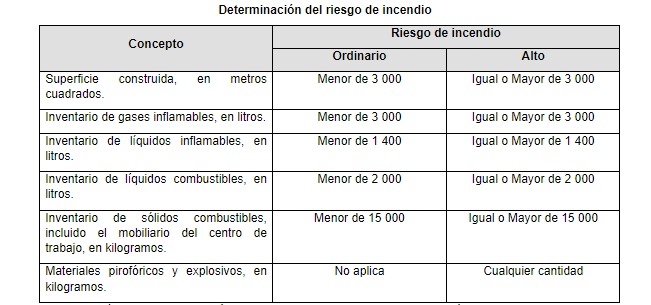 Determinación del riesgo de incendio
Concepto
Riesgo de incendio
Ordinario
Alto
Superficie construida, en metros
cuadrados.
Menor de 3 000
Igual o Mayor de 3 000
Inventario de gases inflamables, en litros.
Menor de 3 000
Igual o Mayor de 3 000
Inventario de líquidos inflamables, en
litros.
Menor de 1 400
Igual o Mayor de 1 400
Inventario de líquidos combustibles, en
litros.
Menor de 2 000
Igual o Mayor de 2 000
Inventario de sólidos combustibles,
incluido el mobiliario del centro de
trabajo, en kilogramos.
Menor de 15 000
Igual o Mayor de 15 000
Materiales pirofóricos y explosivos, en
kilogramos.
No aplica
Cualquier cantidad